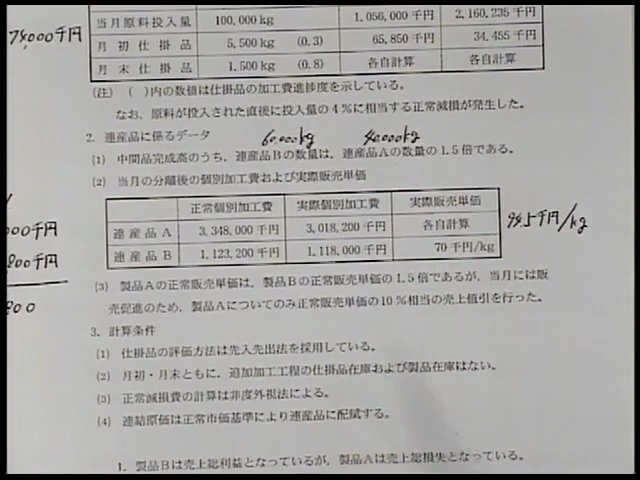 当月原料投入量 100,000 kg 1,056,000 千円 2,160,235 千円
月初仕掛品 5,500 kg (0.3) 65,850 千円 34,455 千円
月末仕掛品 1,500 kg (0.8) 各自計算 各自計算
(注) ( )内の数値は仕掛品の加工費進捗度を示している。
なお、原料が投入された直後に投入量の4%に相当する正常減損が発生した。
2. 連産品に係るデータ 60,000kg 40,000kg
(1) 中間品完成高のうち、連産品Bの数量は、連産品Aの数量の1.5倍である。
(2) 当月の分離後の個別加工費および実際販売単価
正常個別加工費 実際個別加工費 実際販売単価
連産品A 3,348,000 千円 3,018,200 千円 各自計算 94.5千円/kg
連産品B 1,123,200 千円 1,118,000 千円 70 千円/kg
(3) 製品Aの正常販売単価は、製品Bの正常販売単価の1.5倍であるが、当月には販
売促進のため、製品Aについてのみ正常販売単価の10%相当の売上値引を行った。
3. 計算条件
(1) 仕掛品の評価方法は先入先出法を採用している。
(2) 月初・月末ともに、追加加工工程の仕掛品在庫および製品在庫はない。
(3) 正常減損費の計算は非度外視法による。
(4) 連結原価は正常市価基準により連産品に配賦する。
1. 製品Bは売上総利益となっているが、製品Aは売上総損失となっている。